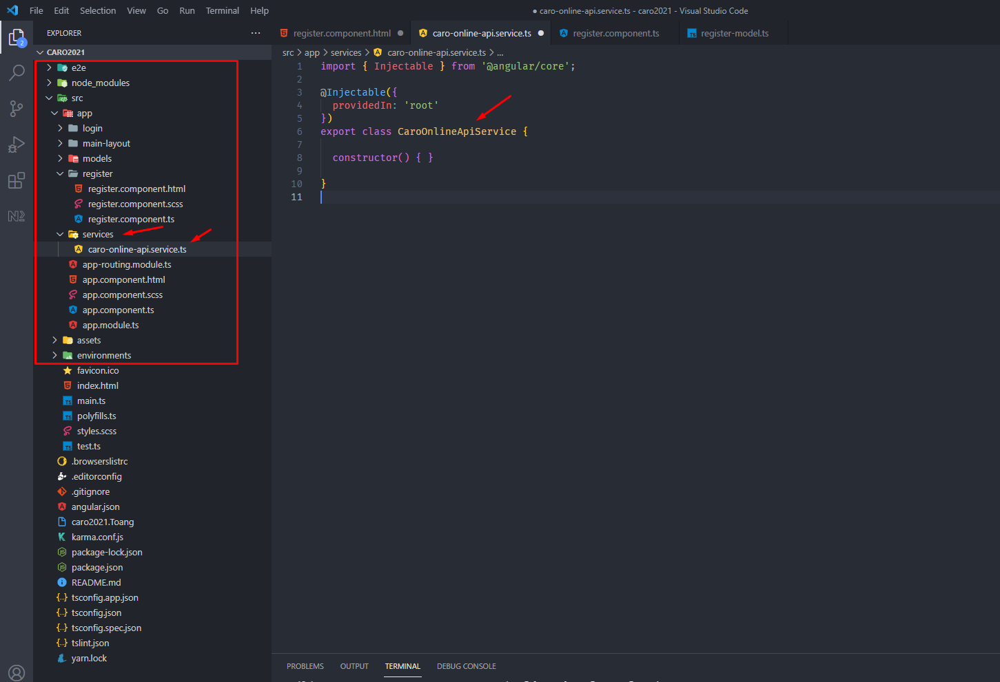 File Edit Selection View Go Run Terminal Help
● caro-online-api.service.ts - caro2021 - Visual Studio Code
2
EXPLORER ...
CARO2021
e2e
node_modules
src
app
login
main-layout
models
register
register.component.html
register.component.scss
register.component.ts
services
caro-online-api.service.ts
app-routing.module.ts
app.component.html
app.component.scss
app.component.ts
app.module.ts
assets
environments
favicon.ico
index.html
main.ts
polyfills.ts
styles.scss
test.ts
.browserslistrc
.editorconfig
.gitignore
angular.json
caro2021.Toang
karma.conf.js
package-lock.json
package.json
README.md
tsconfig.app.json
tsconfig.json
tsconfig.spec.json
tslint.json
yarn.lock
register.component.html caro-online-api.service.ts register.component.ts register-model.ts
src > app > services > caro-online-api.service.ts > ...
1 import { Injectable } from '@angular/core';
2
3 @Injectable({
4 providedIn: 'root'
5 })
6 export class CaroOnlineApiService {
7
8 constructor() { }
9
10 }
11
PROBLEMS OUTPUT TERMINAL DEBUG CONSOLE